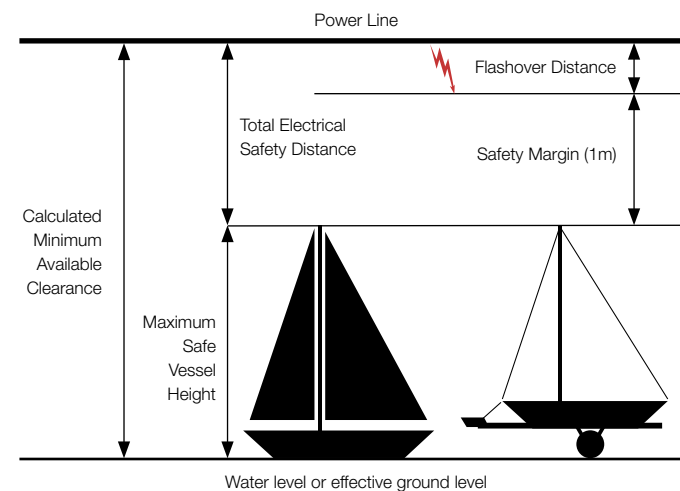 Power Line
Flashover Distance
Total Electrical
Safety Distance
Safety Margin (1m)
Calculated
Minimum
Available
Clearance
Maximum
Safe
Vessel
Height
Water level or effective ground level